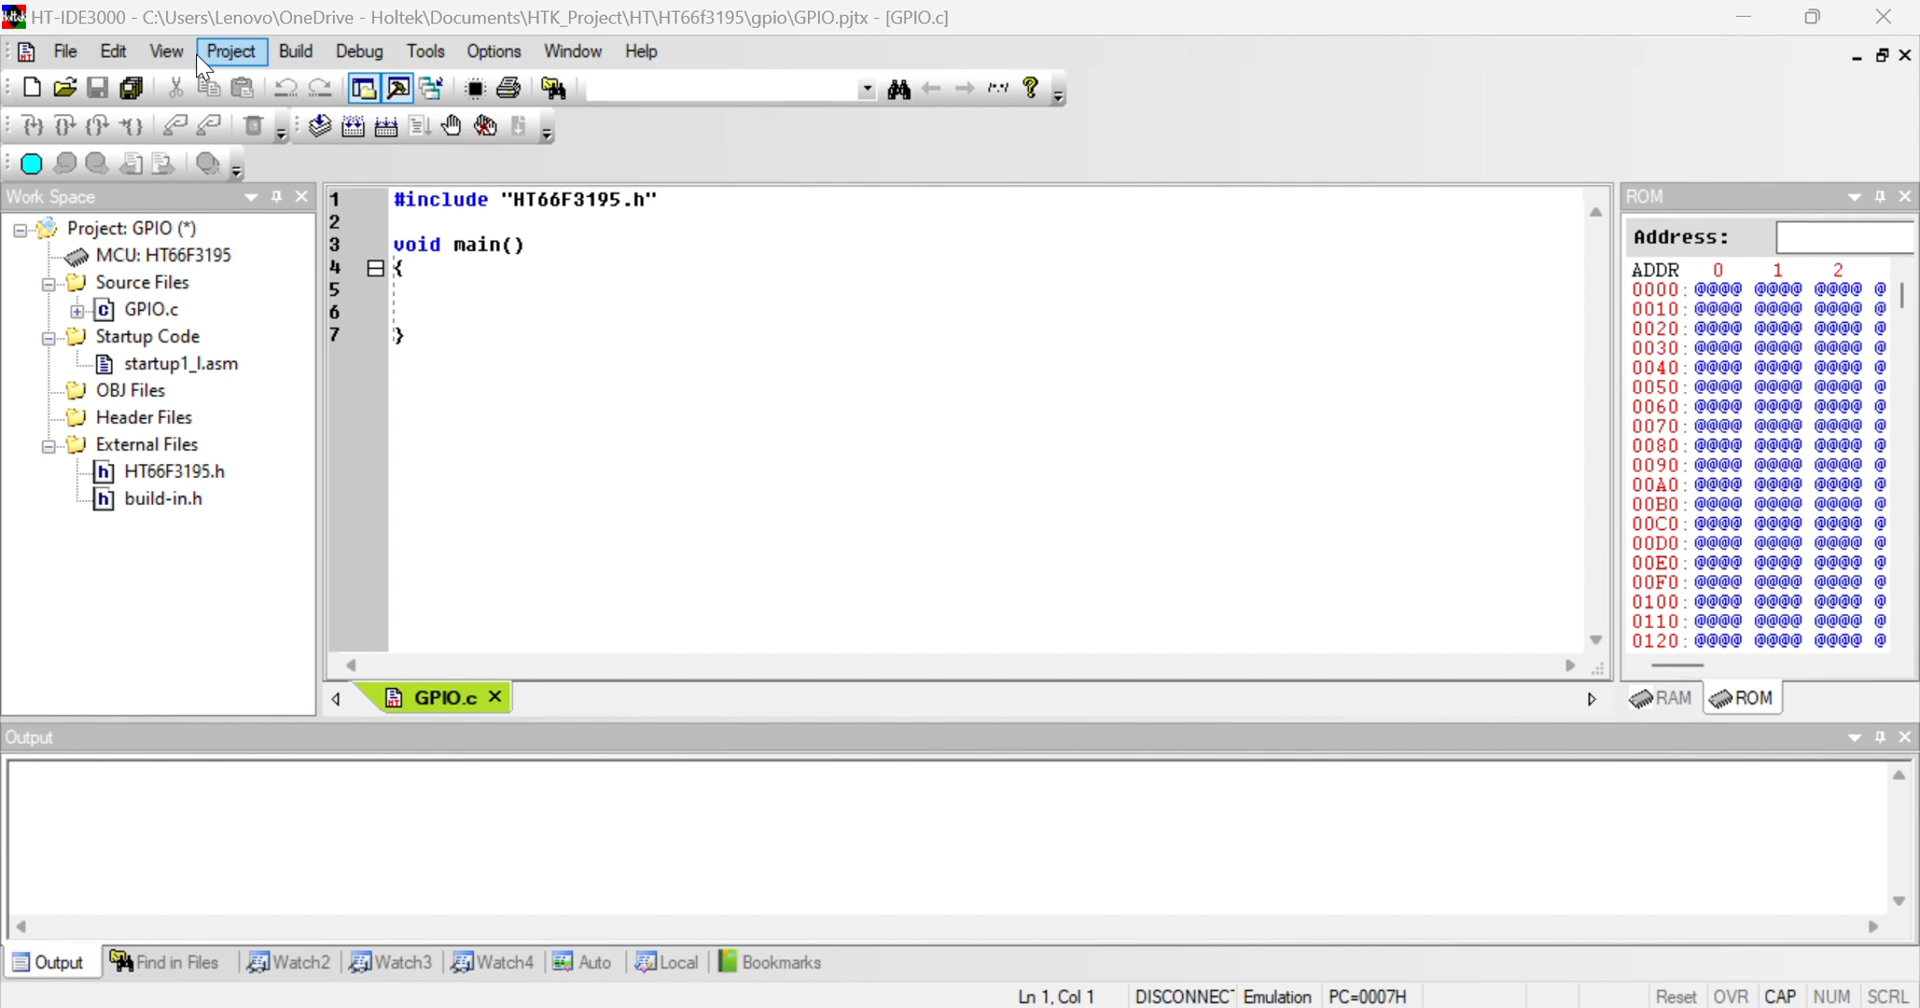 HT-IDE3000 - C:\Users\Lenovo\OneDrive - Holtek\Documents\HTK_Project\HT\HT66f3195\gpio\GPIO.pjtx - [GPIO.c]
File Edit View Project Build Debug Tools Options Window Help
Work Space
Project: GPIO (*)
MCU: HT66F3195
Source Files
GPIO.c
Startup Code
startup1_l.asm
OBJ Files
Header Files
External Files
HT66F3195.h
build-in.h
1 #include "HT66F3195.h"
2
3 void main()
4 {
5
6
7 }
GPIO.c
ROM
Address:
ADDR 0 1 2
0000: @@@@ @@@@ @@@@ @
0010: @@@@ @@@@ @@@@ @
0020: @@@@ @@@@ @@@@ @
0030: @@@@ @@@@ @@@@ @
0040: @@@@ @@@@ @@@@ @
0050: @@@@ @@@@ @@@@ @
0060: @@@@ @@@@ @@@@ @
0070: @@@@ @@@@ @@@@ @
0080: @@@@ @@@@ @@@@ @
0090: @@@@ @@@@ @@@@ @
00A0: @@@@ @@@@ @@@@ @
00B0: @@@@ @@@@ @@@@ @
00C0: @@@@ @@@@ @@@@ @
00D0: @@@@ @@@@ @@@@ @
00E0: @@@@ @@@@ @@@@ @
00F0: @@@@ @@@@ @@@@ @
0100: @@@@ @@@@ @@@@ @
0110: @@@@ @@@@ @@@@ @
0120: @@@@ @@@@ @@@@ @
RAM ROM
Output
Output Find in Files Watch2 Watch3 Watch4 Auto Local Bookmarks
Ln 1, Col 1 DISCONNECT Emulation PC=0007H Reset OVR CAP NUM SCRL